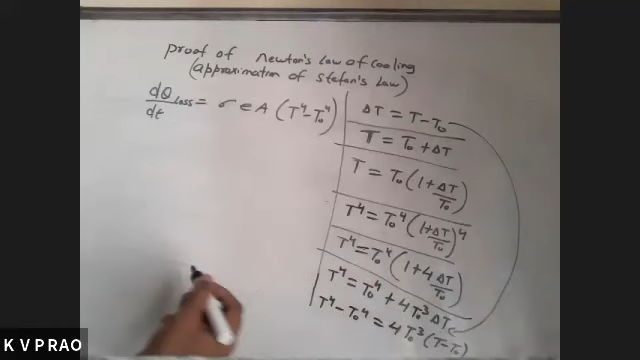 proof of Newton's Law of cooling
(approximation of Stefan's Law)
dQ/dt loss = σ e A (T⁴ - T₀⁴)
ΔT = T - T₀
T = T₀ + ΔT
T = T₀ (1 + ΔT/T₀)
T⁴ = T₀⁴ (1 + ΔT/T₀)⁴
T⁴ = T₀⁴ (1 + 4 ΔT/T₀)
T⁴ = T₀⁴ + 4 T₀³ ΔT
T⁴ - T₀⁴ = 4 T₀³ (T - T₀)
K V P RAO